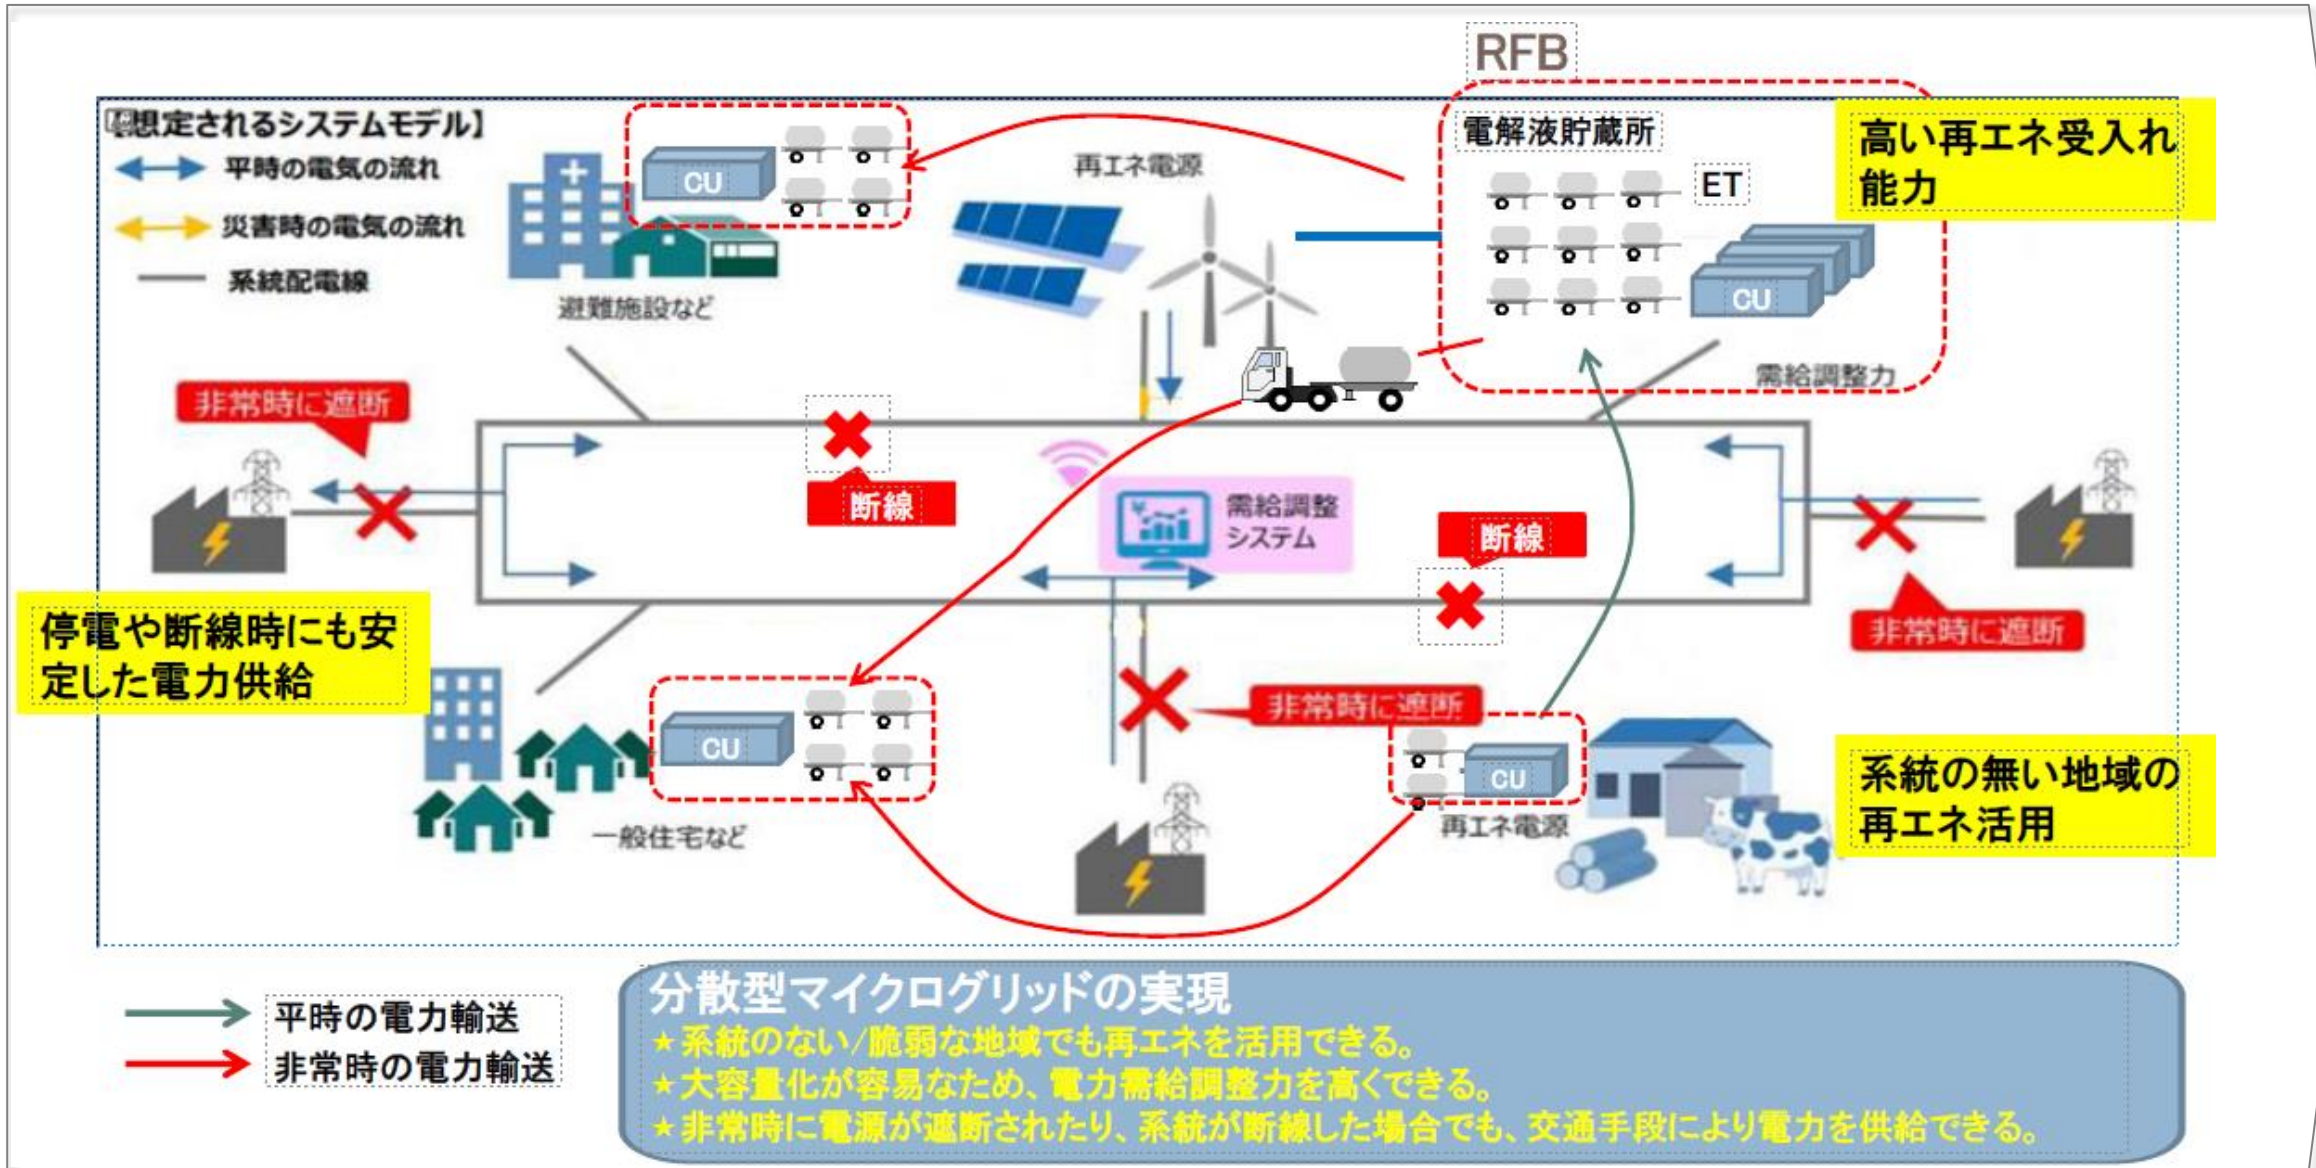 RFB
【想定されるシステムモデル】
平時の電気の流れ
災害時の電気の流れ
系統配電線
CU
避難施設など
再エネ電源
電解液貯蔵所
ET
CU
高い再エネ受入れ
能力
需給調整力
非常時に遮断
断線
需給調整
システム
断線
非常時に遮断
停電や断線時にも安
定した電力供給
CU
一般住宅など
非常時に遮断
CU
再エネ電源
系統の無い地域の
再エネ活用
平時の電力輸送
非常時の電力輸送
分散型マイクログリッドの実現
★系統のない/脆弱な地域でも再エネを活用できる。
★大容量化が容易なため、電力需給調整力を高くできる。
★非常時に電源が遮断されたり、系統が断線した場合でも、交通手段により電力を供給できる。